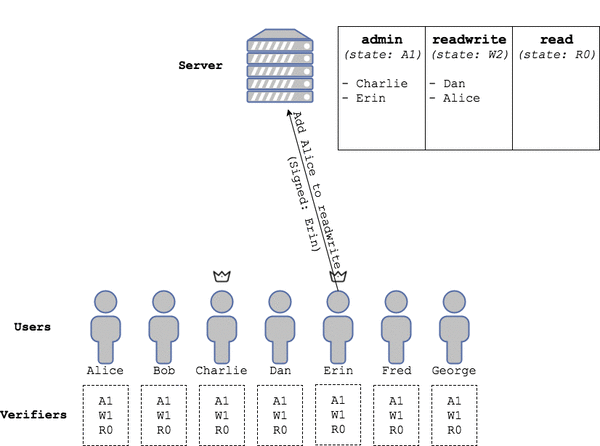 admin readwrite read
(state: A1) (state: W2) (state: R0)
Server
- Charlie - Dan
- Erin - Alice
Add Alice to readwrite
(Signed: Erin)
Users
Alice Bob Charlie Dan Erin Fred George
Verifiers
A1 A1 A1 A1 A1 A1 A1
W1 W1 W1 W1 W1 W1 W1
R0 R0 R0 R0 R0 R0 R0